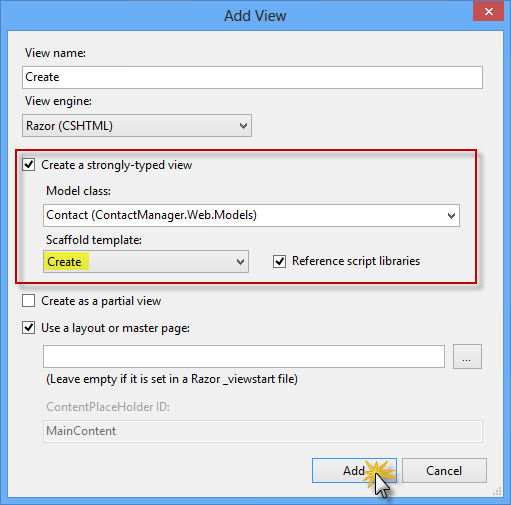 Add View
View name:
Create
View engine:
Razor (CSHTML)
Create a strongly-typed view
Model class:
Contact (ContactManager.Web.Models)
Scaffold template:
Create
Reference script libraries
Create as a partial view
Use a layout or master page:
...
(Leave empty if it is set in a Razor _viewstart file)
ContentPlaceHolder ID:
MainContent
Add
Cancel